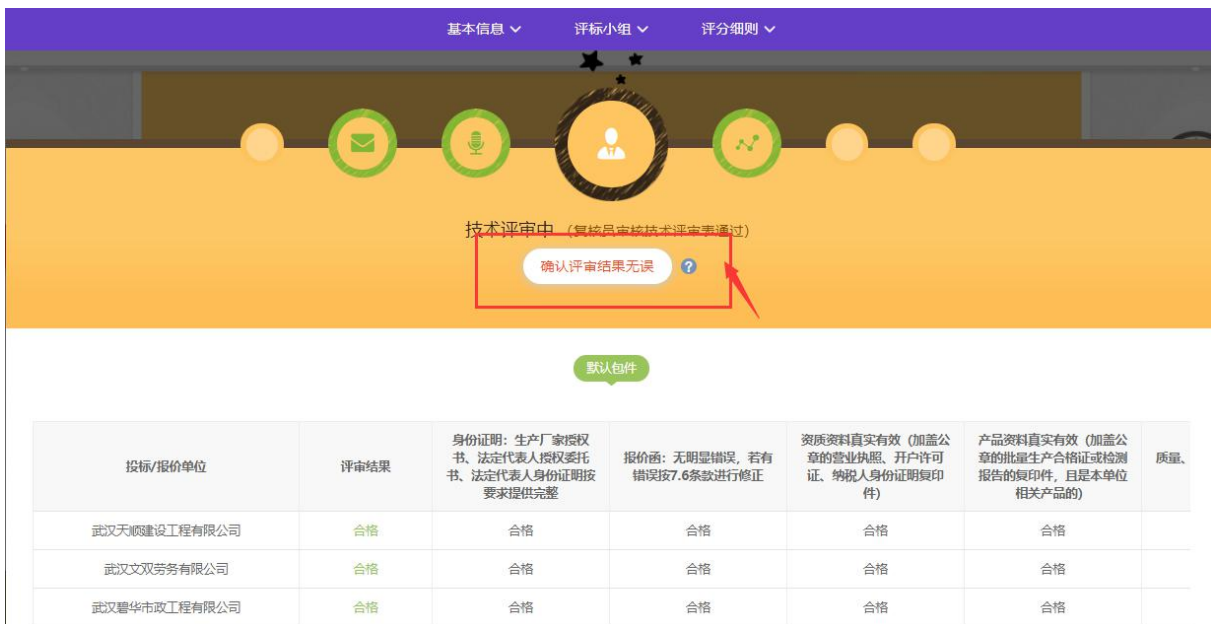 基本信息 评标小组 评分细则
技术评审中 (复核员审核技术评审表通过)
确认评审结果无误 ?
默认包件
投标/报价单位
评审结果
身份证明：生产厂家授权
书、法定代表人授权委托
书、法定代表人身份证明按
要求提供完整
报价函：无明显错误，若有
错误按7.6条款进行修正
资质资料真实有效（加盖公
章的营业执照、开户许可
证、纳税人身份证明复印
件）
产品资料真实有效（加盖公
章的批量生产合格证或检测
报告的复印件，且是本单位
相关产品的)
质量、
武汉天顺建设工程有限公司 合格 合格 合格 合格 合格
武汉文双劳务有限公司 合格 合格 合格 合格 合格
武汉碧华市政工程有限公司 合格 合格 合格 合格 合格